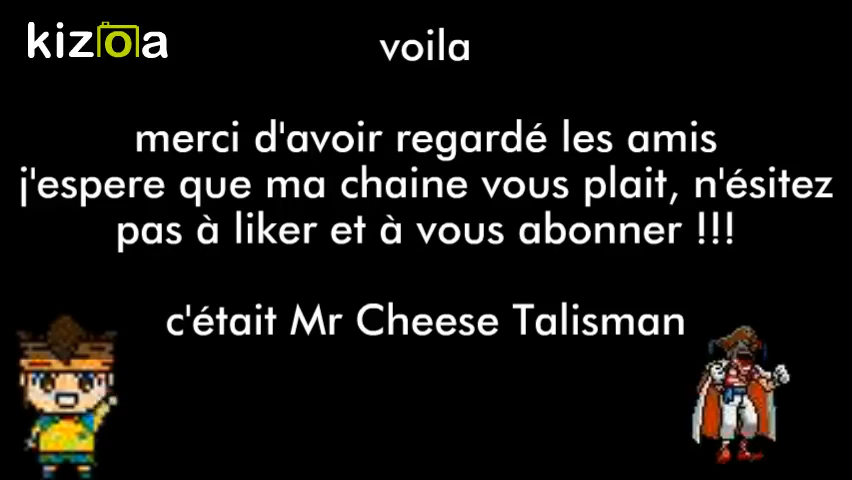 kizoa
voila
merci d'avoir regardé les amis
j'espere que ma chaine vous plait, n'ésitez
pas à liker et à vous abonner !!!
c'était Mr Cheese Talisman